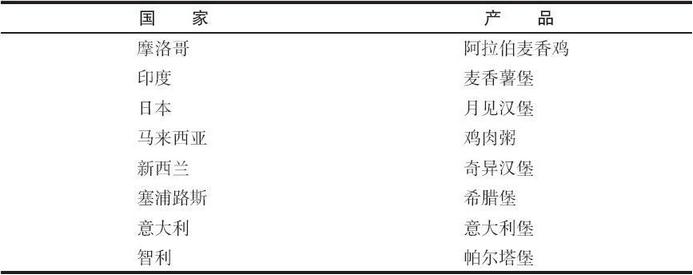 国 家 产 品
摩洛哥 阿拉伯麦香鸡
印度 麦香薯堡
日本 月见汉堡
马来西亚 鸡肉粥
新西兰 奇异汉堡
塞浦路斯 希腊堡
意大利 意大利堡
智利 帕尔塔堡